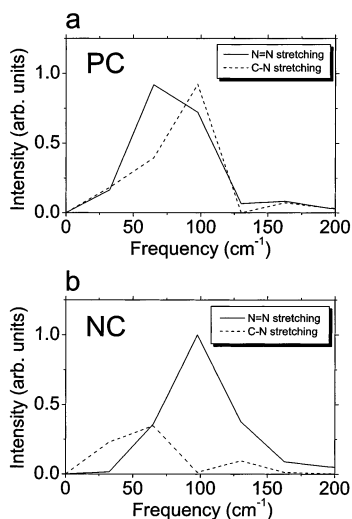 a
PC
N=N stretching
C-N stretching
Intensity (arb. units)
1.0
0.5
0.0
0 50 100 150 200
Frequency (cm⁻¹)
b
NC
N=N stretching
C-N stretching
Intensity (arb. units)
1.0
0.5
0.0
0 50 100 150 200
Frequency (cm⁻¹)